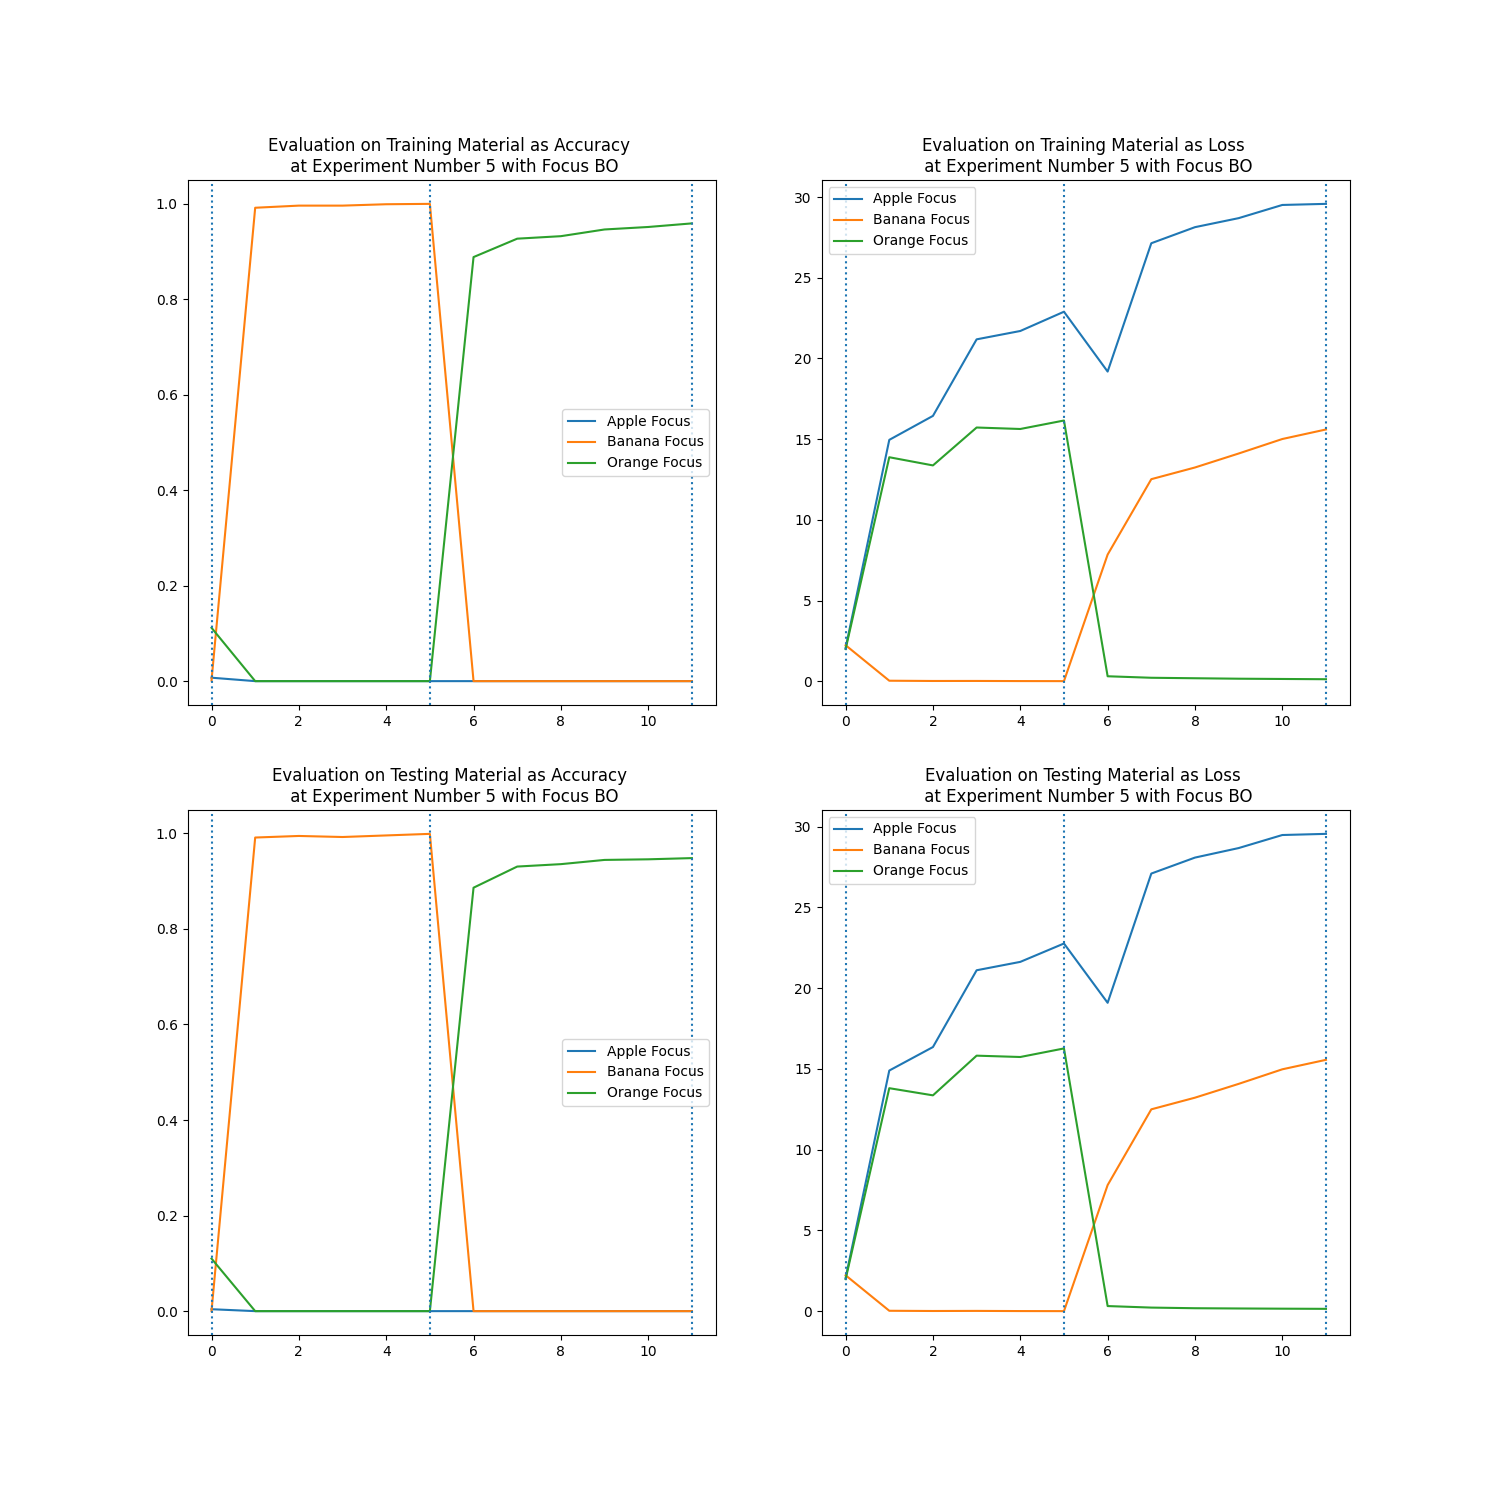 Evaluation on Training Material as Accuracy
at Experiment Number 5 with Focus BO
1.0
0.8
0.6
0.4
0.2
0.0
Apple Focus
Banana Focus
Orange Focus
0 2 4 6 8 10
Evaluation on Training Material as Loss
at Experiment Number 5 with Focus BO
Apple Focus
Banana Focus
Orange Focus
30
25
20
15
10
5
0
0 2 4 6 8 10
Evaluation on Testing Material as Accuracy
at Experiment Number 5 with Focus BO
1.0
0.8
0.6
0.4
0.2
0.0
Apple Focus
Banana Focus
Orange Focus
0 2 4 6 8 10
Evaluation on Testing Material as Loss
at Experiment Number 5 with Focus BO
Apple Focus
Banana Focus
Orange Focus
30
25
20
15
10
5
0
0 2 4 6 8 10